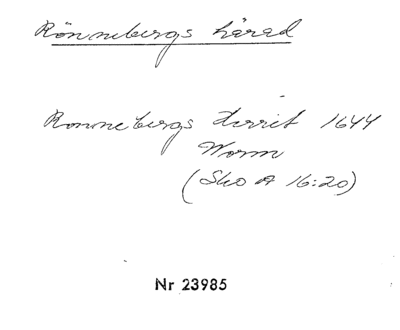 Rönnebergs härad
Ronnebergs Herrit 1644
Worm
(Sko A 16:20)
Nr 23985